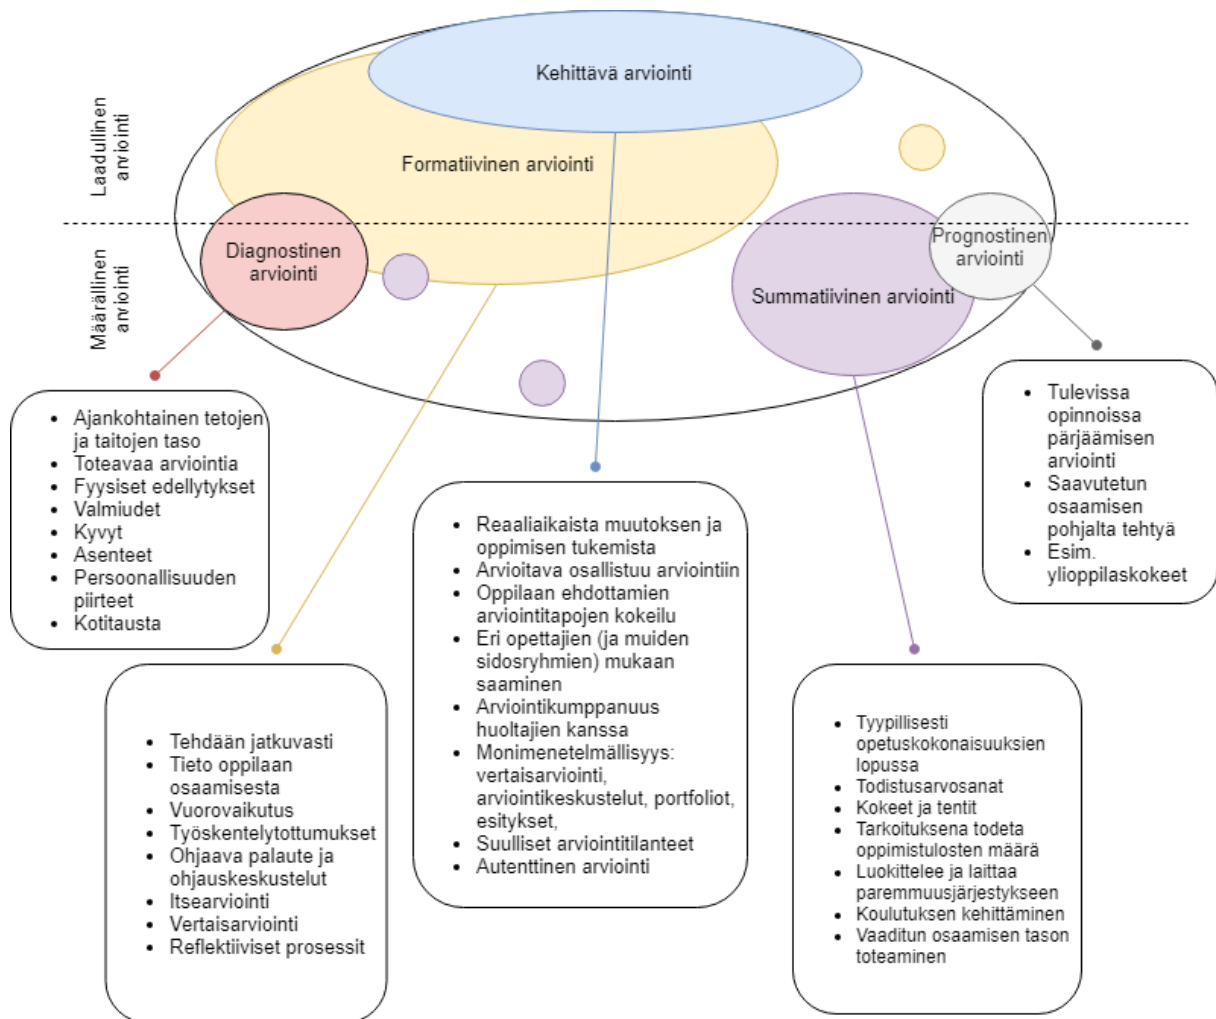 Kehittävä arviointi
Laadullinen
arviointi
Formatiivinen arviointi
Diagnostinen
arviointi
Prognostinen
arviointi
Määrällinen
arviointi
Summatiivinen arviointi
• Ajankohtainen tetojen
ja taitojen taso
• Toteavaa arviointia
• Fyysiset edellytykset
• Valmiudet
• Kyvyt
• Asenteet
• Persoonallisuuden
piirteet
• Kotitausta
• Tehdään jatkuvasti
• Tieto oppilaan
osaamisesta
• Vuorovaikutus
• Työskentelytottumukset
• Ohjaava palaute ja
ohjauskeskustelut
• Itsearviointi
• Vertaisarviointi
• Reflektiiviset prosessit
• Reaaliaikaista muutoksen ja
oppimisen tukemista
• Arvioitava osallistuu arviointiin
• Oppilaan ehdottamien
arviointitapojen kokeilu
• Eri opettajien (ja muiden
sidosryhmien) mukaan
saaminen
• Arviointikumppanuus
huoltajien kanssa
• Monimenetelmällisyys:
vertaisarviointi,
arviointikeskustelut, portfoliot,
esitykset,
• Suulliset arviointitilanteet
• Autenttinen arviointi
• Tyypillisesti
opetuskokonaisuuksien
lopussa
• Todistusarvosanat
• Kokeet ja tentit
• Tarkoituksena todeta
oppimistulosten määrä
• Luokittelee ja laittaa
paremmuusjärjestykseen
• Koulutuksen kehittäminen
• Vaaditun osaamisen tason
toteaminen
• Tulevissa
opinnoissa
pärjäämisen
arviointi
• Saavutetun
osaamisen
pohjalta tehtyä
• Esim.
ylioppilaskokeet